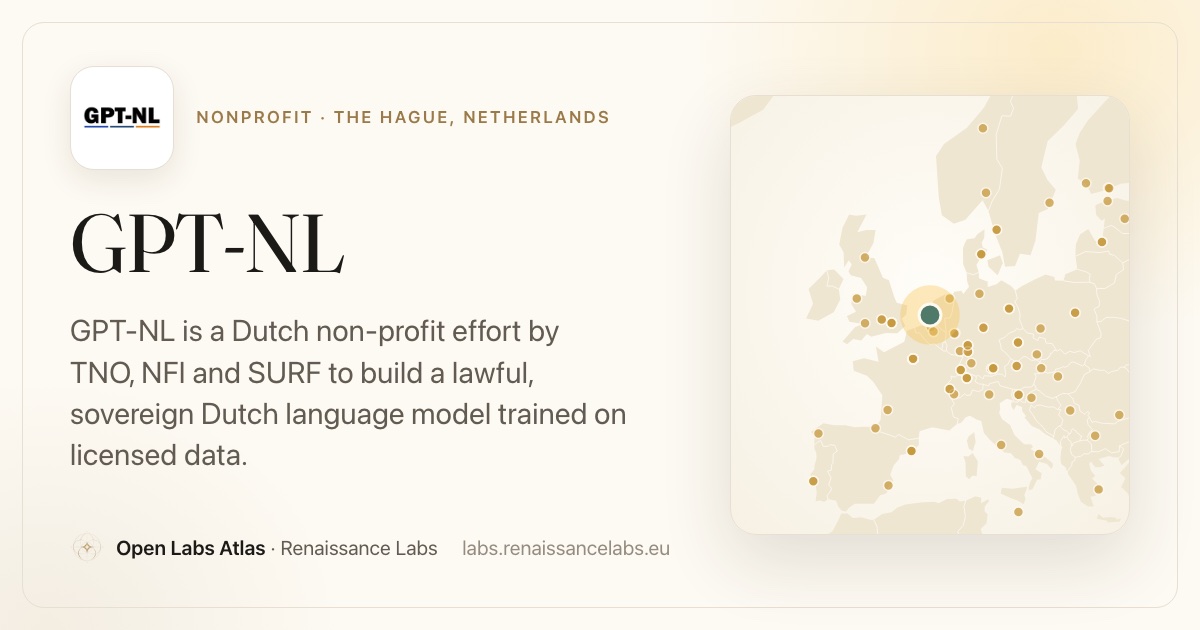 GPT-NL
NONPROFIT · THE HAGUE, NETHERLANDS
GPT-NL
GPT-NL is a Dutch non-profit effort by
TNO, NFI and SURF to build a lawful,
sovereign Dutch language model trained on
licensed data.
Open Labs Atlas · Renaissance Labs labs.renaissancelabs.eu